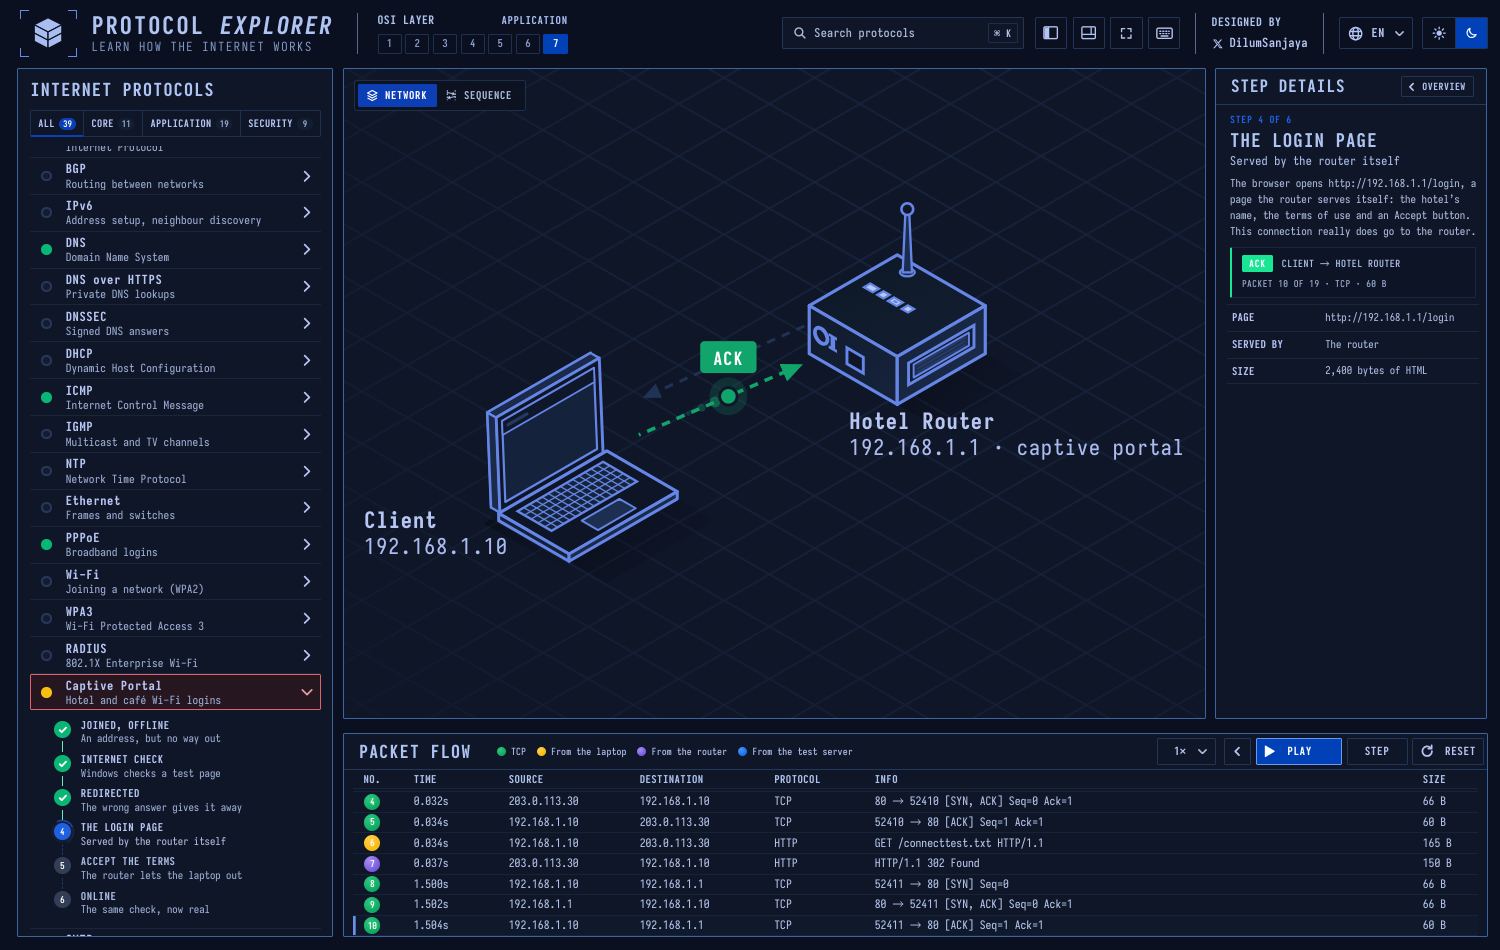 PROTOCOL EXPLORER
LEARN HOW THE INTERNET WORKS
OSI LAYER APPLICATION
1 2 3 4 5 6 7
Search protocols ⌘ K
DESIGNED BY
DilumSanjaya
EN
INTERNET PROTOCOLS
ALL 39 CORE 11 APPLICATION 19 SECURITY 9
Internet Protocol
BGP
Routing between networks
IPv6
Address setup, neighbour discovery
DNS
Domain Name System
DNS over HTTPS
Private DNS lookups
DNSSEC
Signed DNS answers
DHCP
Dynamic Host Configuration
ICMP
Internet Control Message
IGMP
Multicast and TV channels
NTP
Network Time Protocol
Ethernet
Frames and switches
PPPoE
Broadband logins
Wi-Fi
Joining a network (WPA2)
WPA3
Wi-Fi Protected Access 3
RADIUS
802.1X Enterprise Wi-Fi
Captive Portal
Hotel and café Wi-Fi logins
JOINED, OFFLINE
An address, but no way out
INTERNET CHECK
Windows checks a test page
REDIRECTED
The wrong answer gives it away
4 THE LOGIN PAGE
Served by the router itself
5 ACCEPT THE TERMS
The router lets the laptop out
6 ONLINE
The same check, now real
NETWORK SEQUENCE
ACK
Hotel Router
192.168.1.1 · captive portal
Client
192.168.1.10
STEP DETAILS OVERVIEW
STEP 4 OF 6
THE LOGIN PAGE
Served by the router itself
The browser opens http://192.168.1.1/login, a
page the router serves itself: the hotel's
name, the terms of use and an Accept button.
This connection really does go to the router.
ACK CLIENT → HOTEL ROUTER
PACKET 10 OF 19 · TCP · 60 B
PAGE http://192.168.1.1/login
SERVED BY The router
SIZE 2,400 bytes of HTML
PACKET FLOW TCP From the laptop From the router From the test server 1× PLAY STEP RESET
NO. TIME SOURCE DESTINATION PROTOCOL INFO SIZE
4 0.032s 203.0.113.30 192.168.1.10 TCP 80 → 52410 [SYN, ACK] Seq=0 Ack=1 66 B
5 0.034s 192.168.1.10 203.0.113.30 TCP 52410 → 80 [ACK] Seq=1 Ack=1 60 B
6 0.034s 192.168.1.10 203.0.113.30 HTTP GET /connecttest.txt HTTP/1.1 165 B
7 0.037s 203.0.113.30 192.168.1.10 HTTP HTTP/1.1 302 Found 150 B
8 1.500s 192.168.1.10 192.168.1.1 TCP 52411 → 80 [SYN] Seq=0 66 B
9 1.502s 192.168.1.1 192.168.1.10 TCP 80 → 52411 [SYN, ACK] Seq=0 Ack=1 66 B
10 1.504s 192.168.1.10 192.168.1.1 TCP 52411 → 80 [ACK] Seq=1 Ack=1 60 B